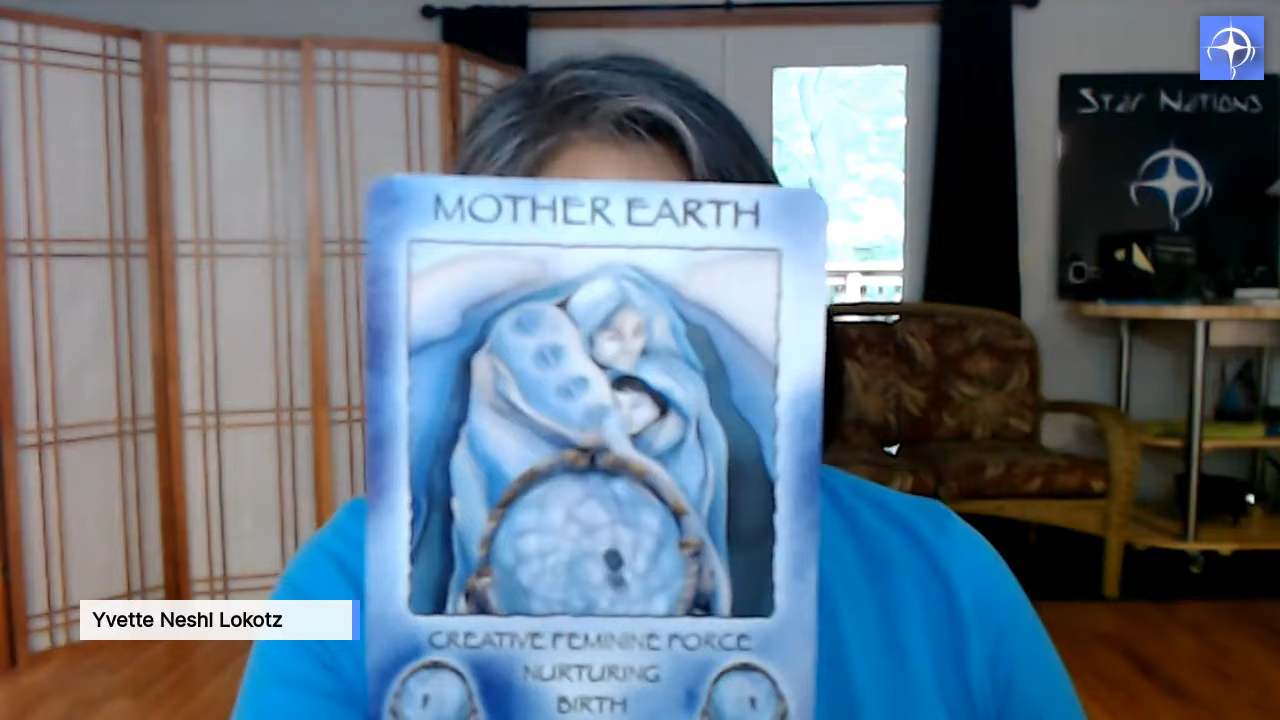 Star Nations
MOTHER EARTH
Yvette Neshi Lokotz
CREATIVE FEMININE FORCE
NURTURING
BIRTH